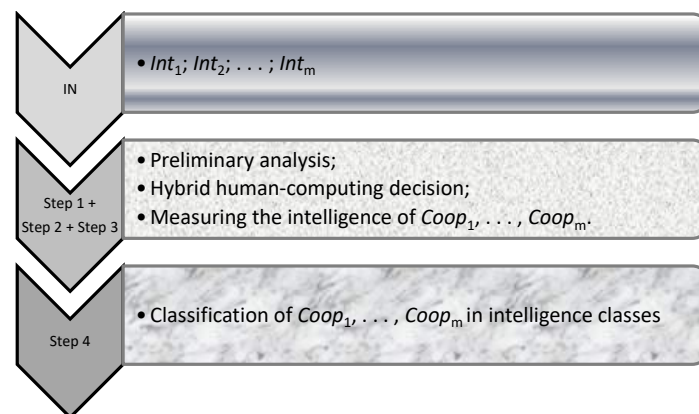 IN
• Int₁; Int₂; . . . ; Intₘ
Step 1 +
Step 2 + Step 3
• Preliminary analysis;
• Hybrid human-computing decision;
• Measuring the intelligence of Coop₁, . . . , Coopₘ.
Step 4
• Classification of Coop₁, . . . , Coopₘ in intelligence classes